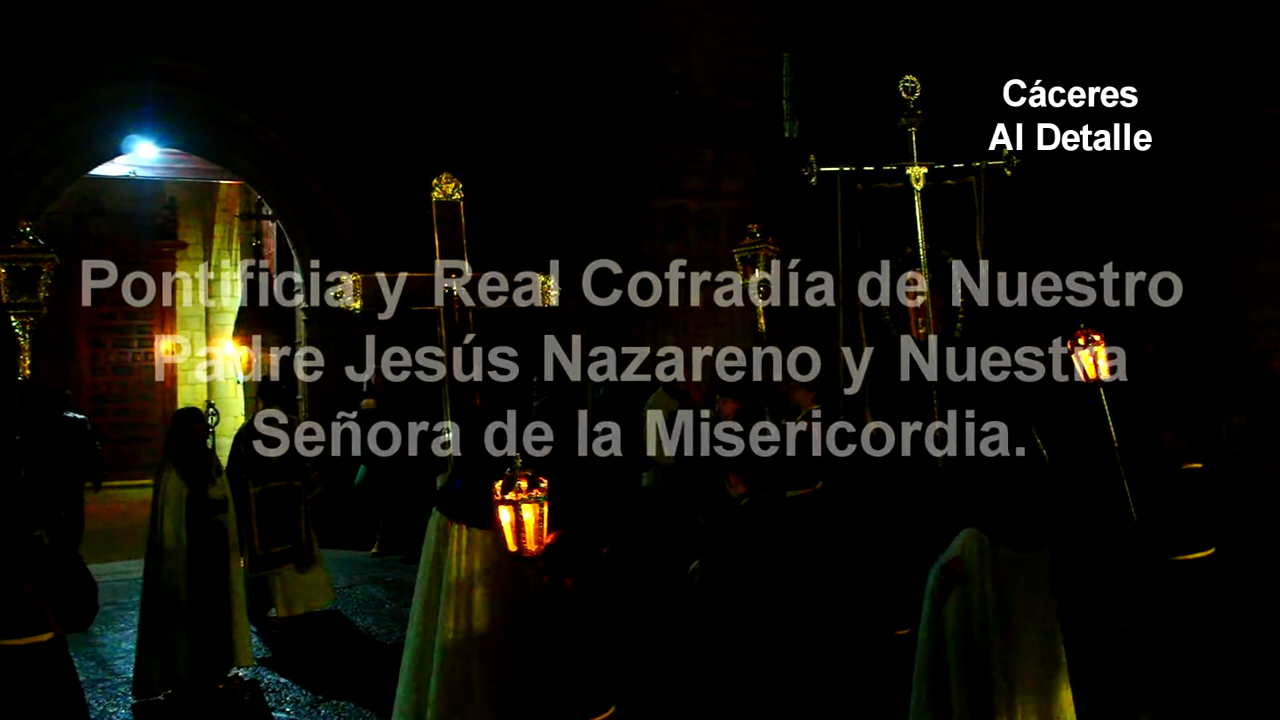 Cáceres
Al Detalle
Pontificia y Real Cofradía de Nuestro
Padre Jesús Nazareno y Nuestra
Señora de la Misericordia.